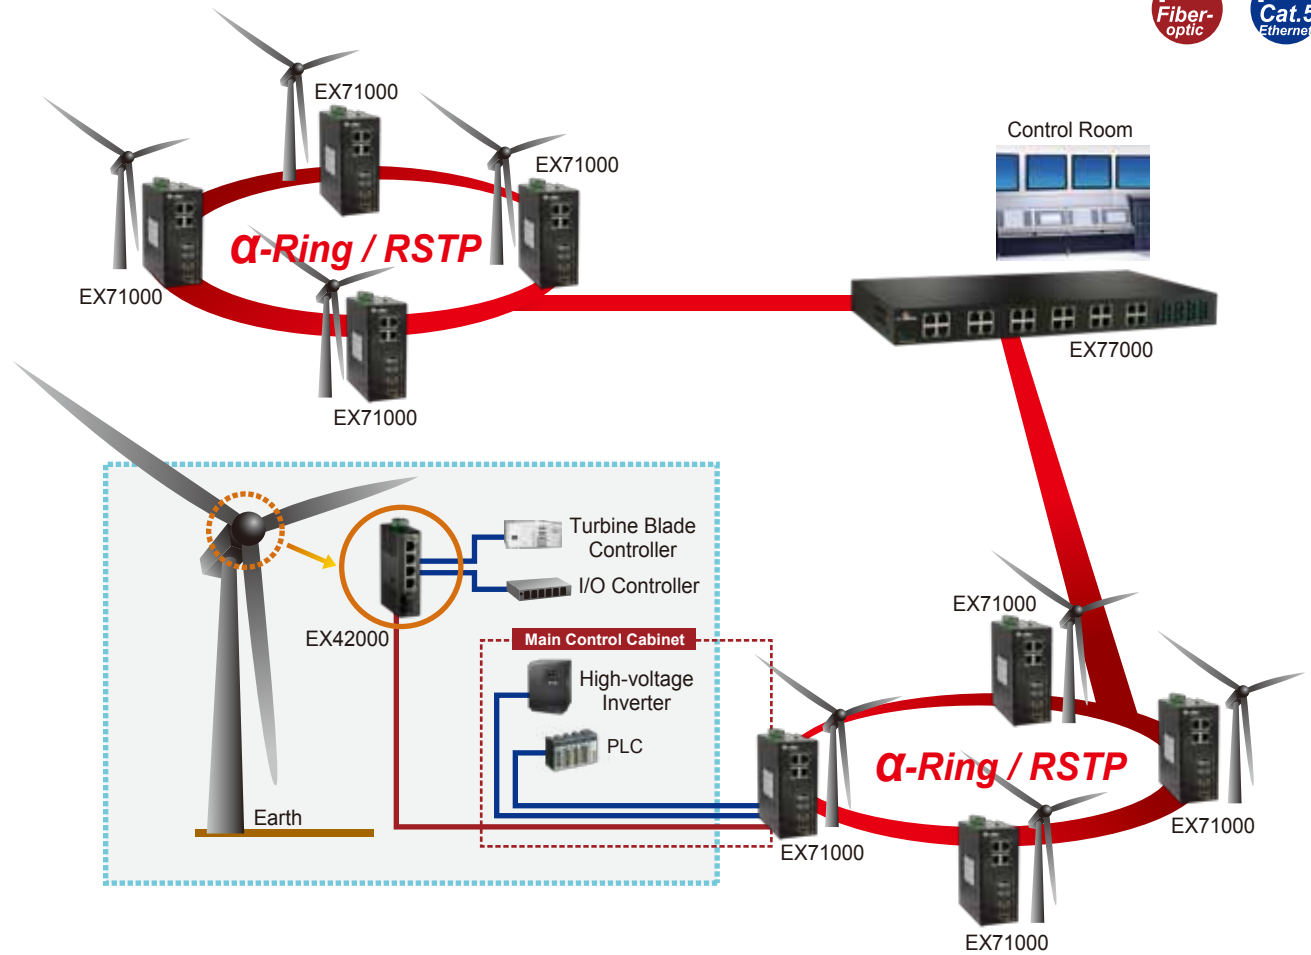 Fiber-
optic
Cat.5
Ethernet
EX71000
EX71000
Control Room
α-Ring / RSTP
EX71000
EX71000
EX77000
EX71000
Turbine Blade
Controller
I/O Controller
EX42000
Main Control Cabinet
High-voltage
Inverter
PLC
Earth
EX71000
α-Ring / RSTP
EX71000
EX71000
EX71000